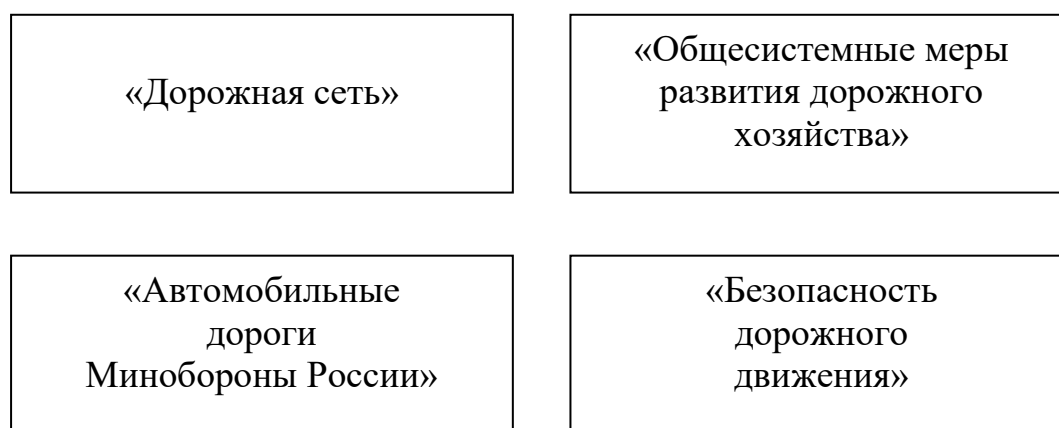 «Дорожная сеть»
«Общесистемные меры
развития дорожного
хозяйства»
«Автомобильные
дороги
Минобороны России»
«Безопасность
дорожного
движения»